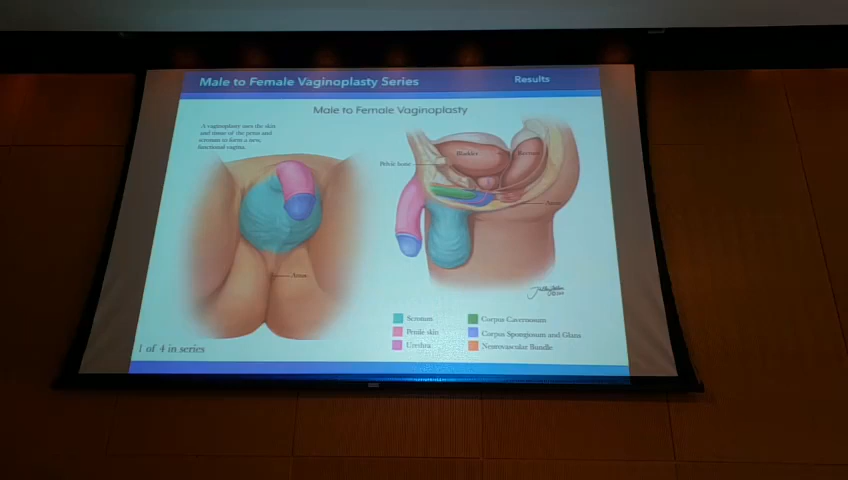 Male to Female Vaginoplasty Series
Results
Male to Female Vaginoplasty
A vaginoplasty uses the skin
and tissue of the penis and
scrotum to form a new,
functional vagina.
Pelvic bone
Bladder
Rectum
Anus
Anus
Scrotum
Penile skin
Urethra
Corpus Cavernosum
Corpus Spongiosum and Glans
Neurovascular Bundle
1 of 4 in series